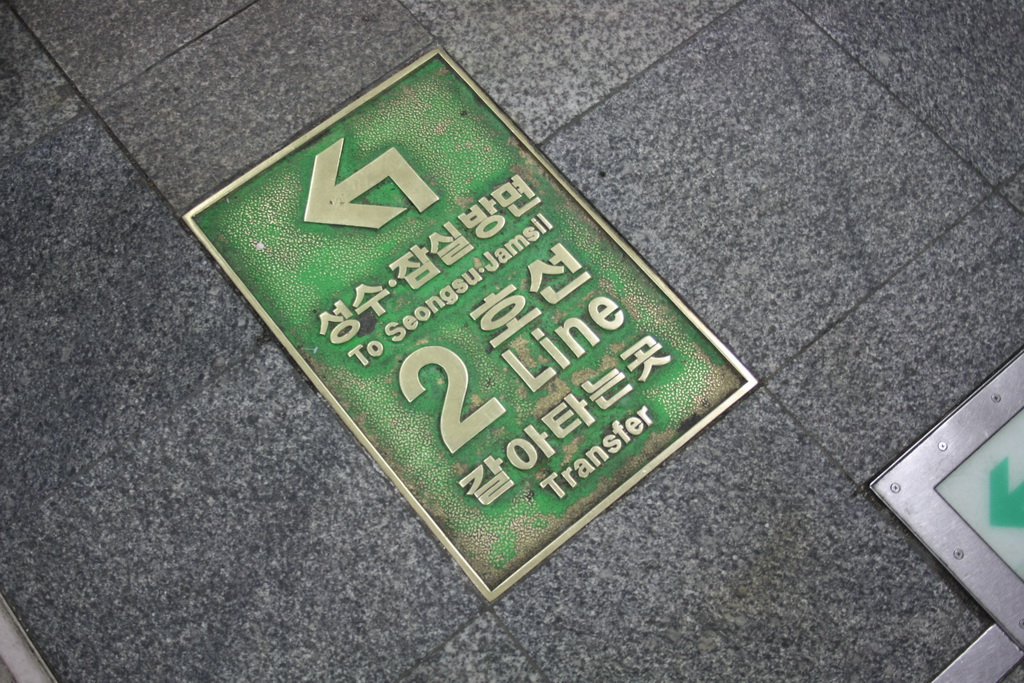 성수·잠실방면
To Seongsu·Jamsil
2 호선
Line
갈아타는곳
Transfer